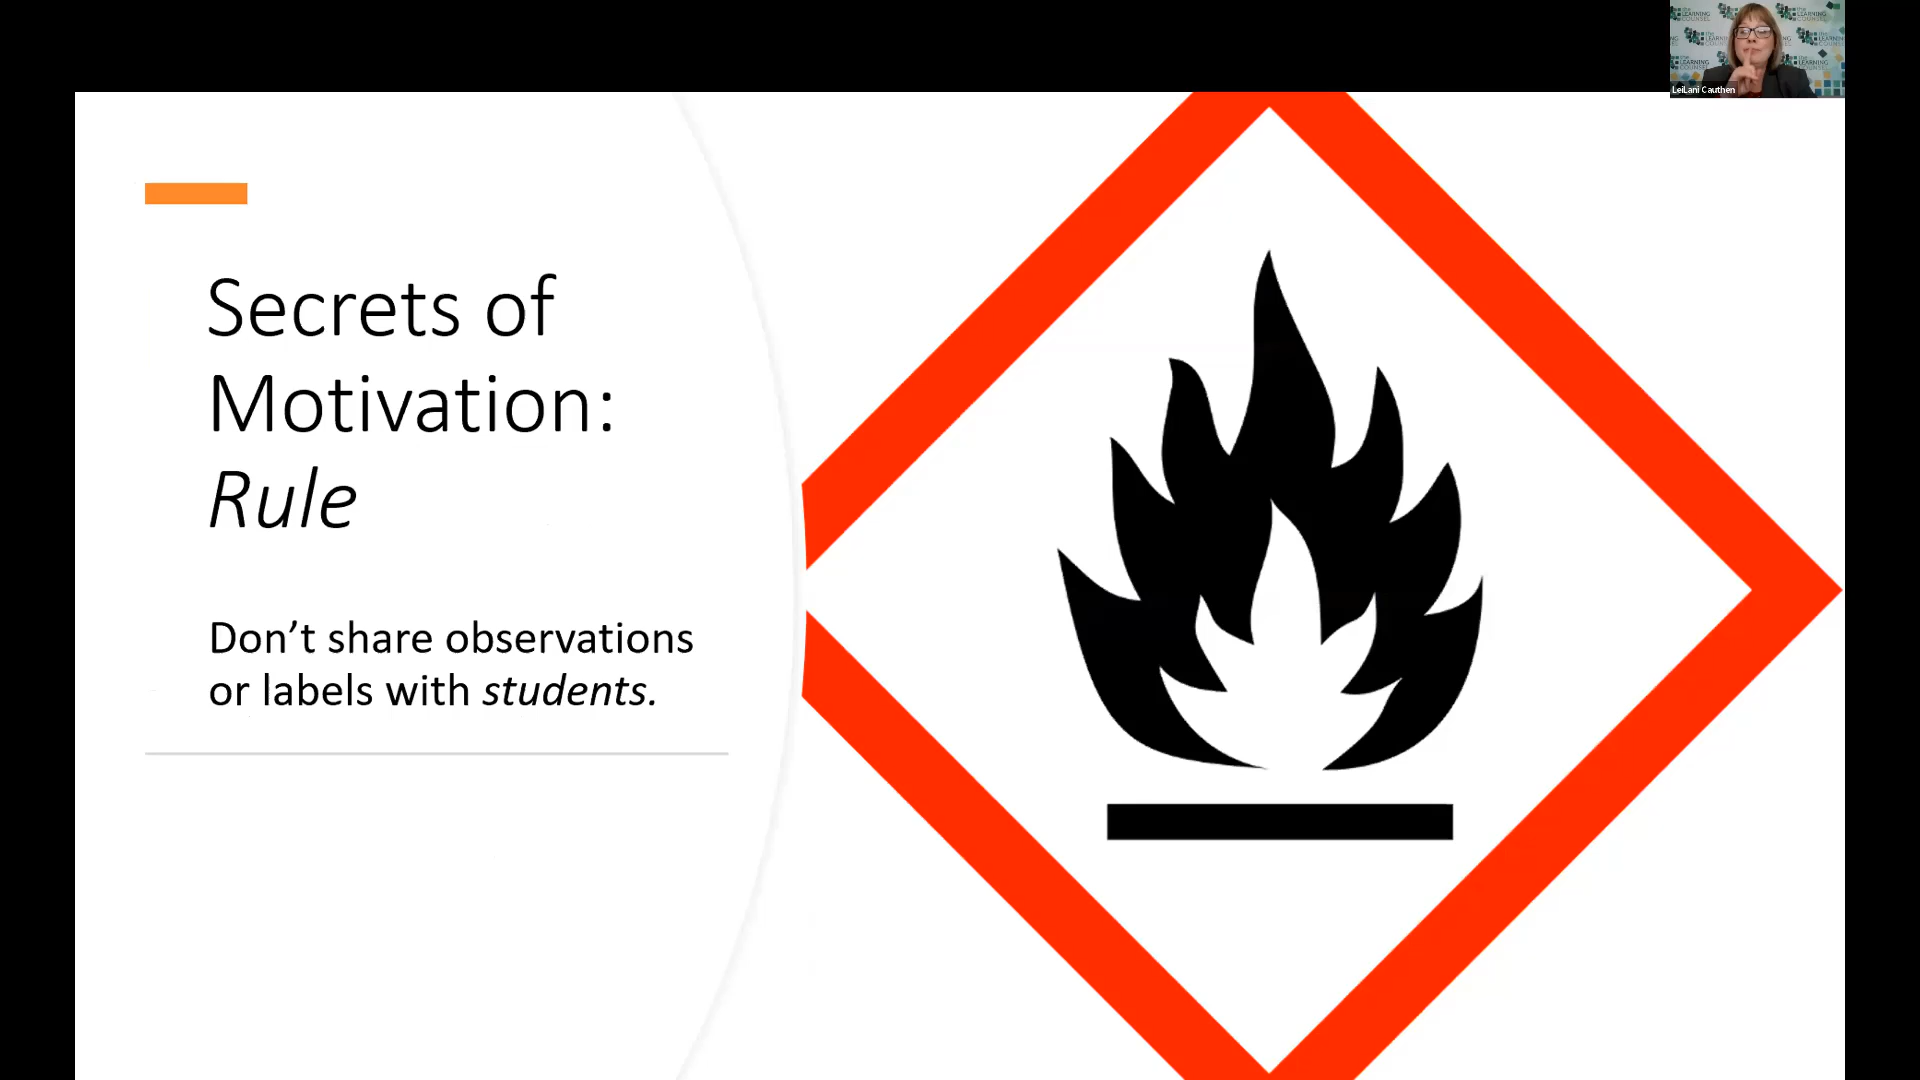 LeiLani Cauthen
Secrets of
Motivation:
Rule
Don’t share observations
or labels with students.